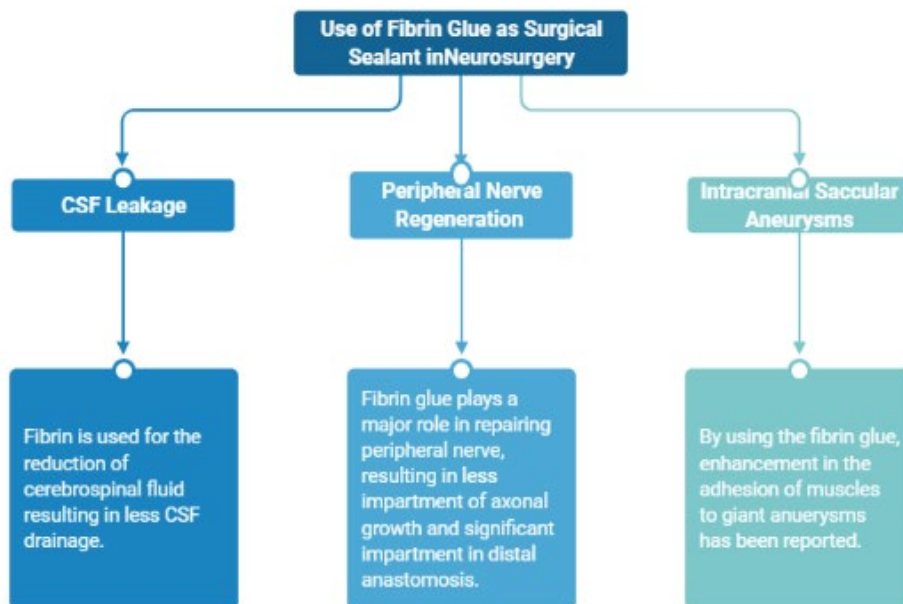 Use of Fibrin Glue as Surgical
Sealant inNeurosurgery
CSF Leakage
Peripheral Nerve
Regeneration
Intracranial Saccular
Aneurysms
Fibrin is used for the
reduction of
cerebrospinal fluid
resulting in less CSF
drainage.
Fibrin glue plays a
major role in repairing
peripheral nerve,
resulting in less
impartment of axonal
growth and significant
impartment in distal
anastomosis.
By using the fibrin glue,
enhancement in the
adhesion of muscles
to giant anuerysms
has been reported.